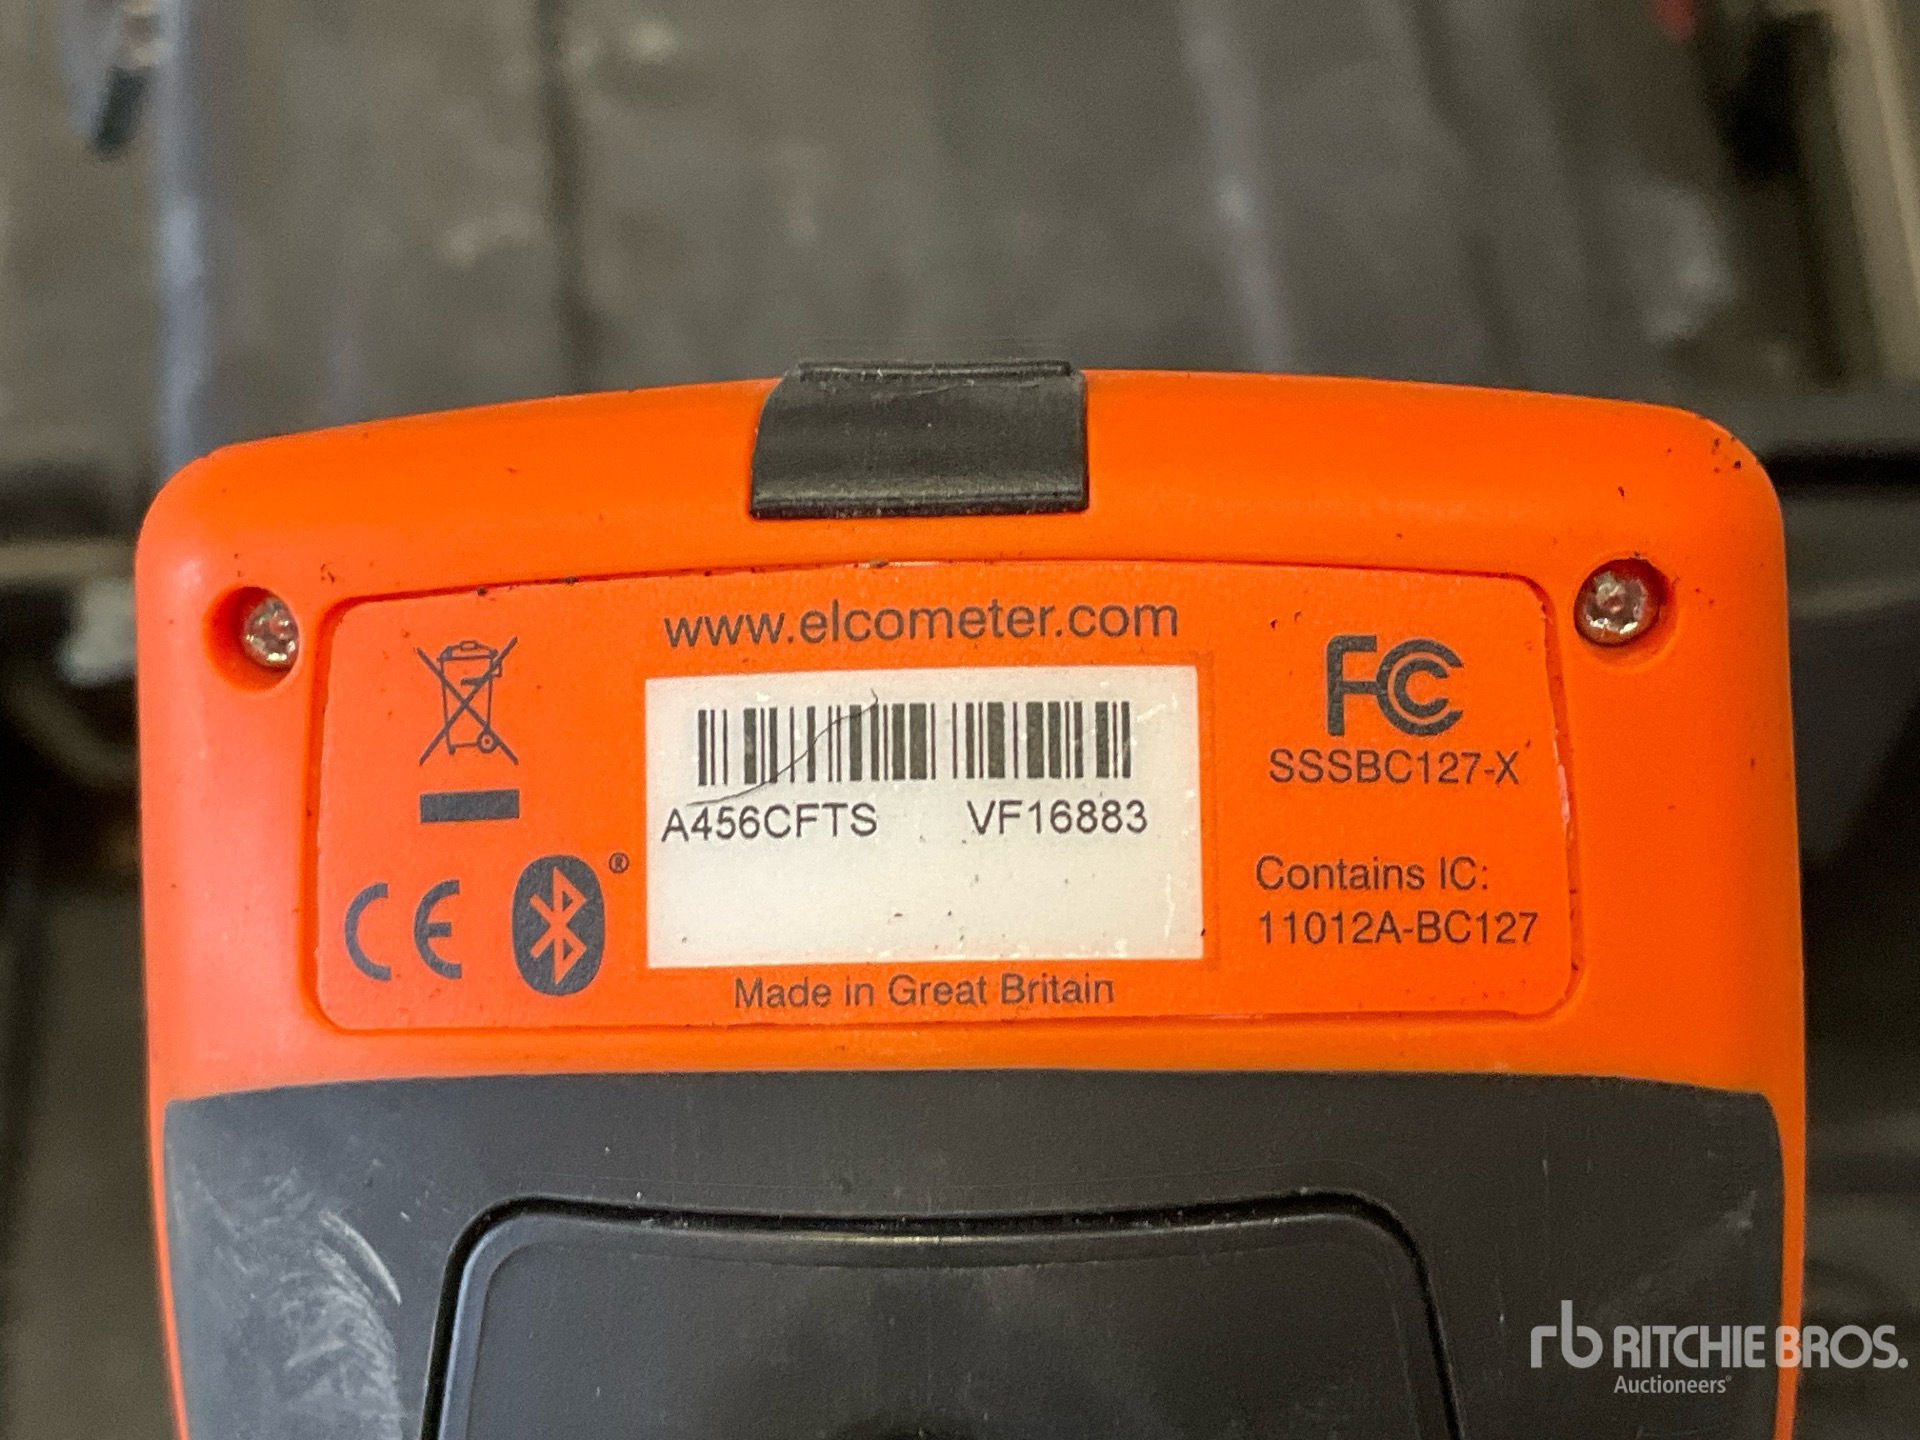 www.elcometer.com
A456CFTS VF16883
FC
SSSBC127-X
Contains IC:
11012A-BC127
CE
®
Made in Great Britain
rb RITCHIE BROS.
Auctioneers®